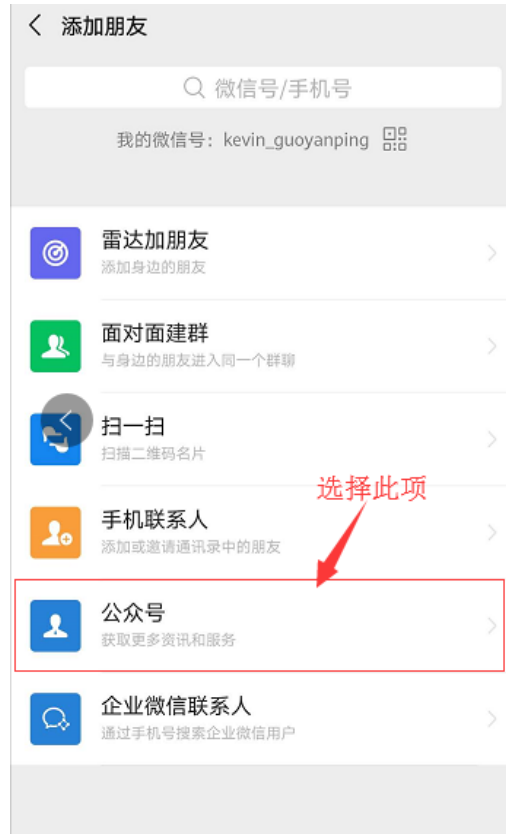 添加朋友
微信号/手机号
我的微信号：kevin_guoyanping
雷达加朋友
添加身边的朋友
面对面建群
与身边的朋友进入同一个群聊
扫一扫
扫描二维码名片
选择此项
手机联系人
添加或邀请通讯录中的朋友
公众号
获取更多资讯和服务
企业微信联系人
通过手机号搜索企业微信用户